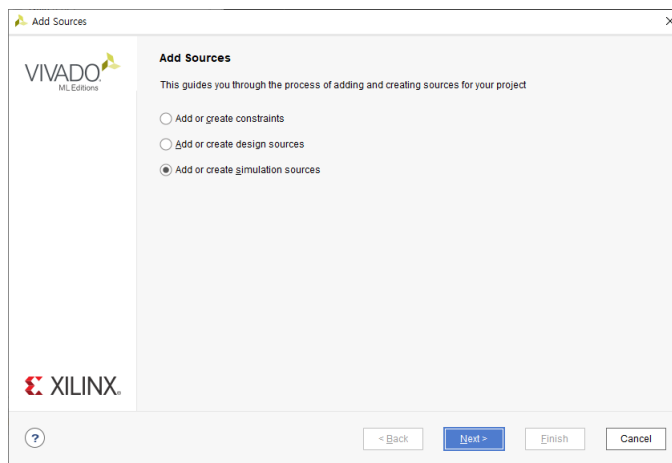 Add Sources
VIVADO
ML Editions
Add Sources
This guides you through the process of adding and creating sources for your project
Add or create constraints
Add or create design sources
Add or create simulation sources
XILINX.
?
< Back
Next >
Finish
Cancel